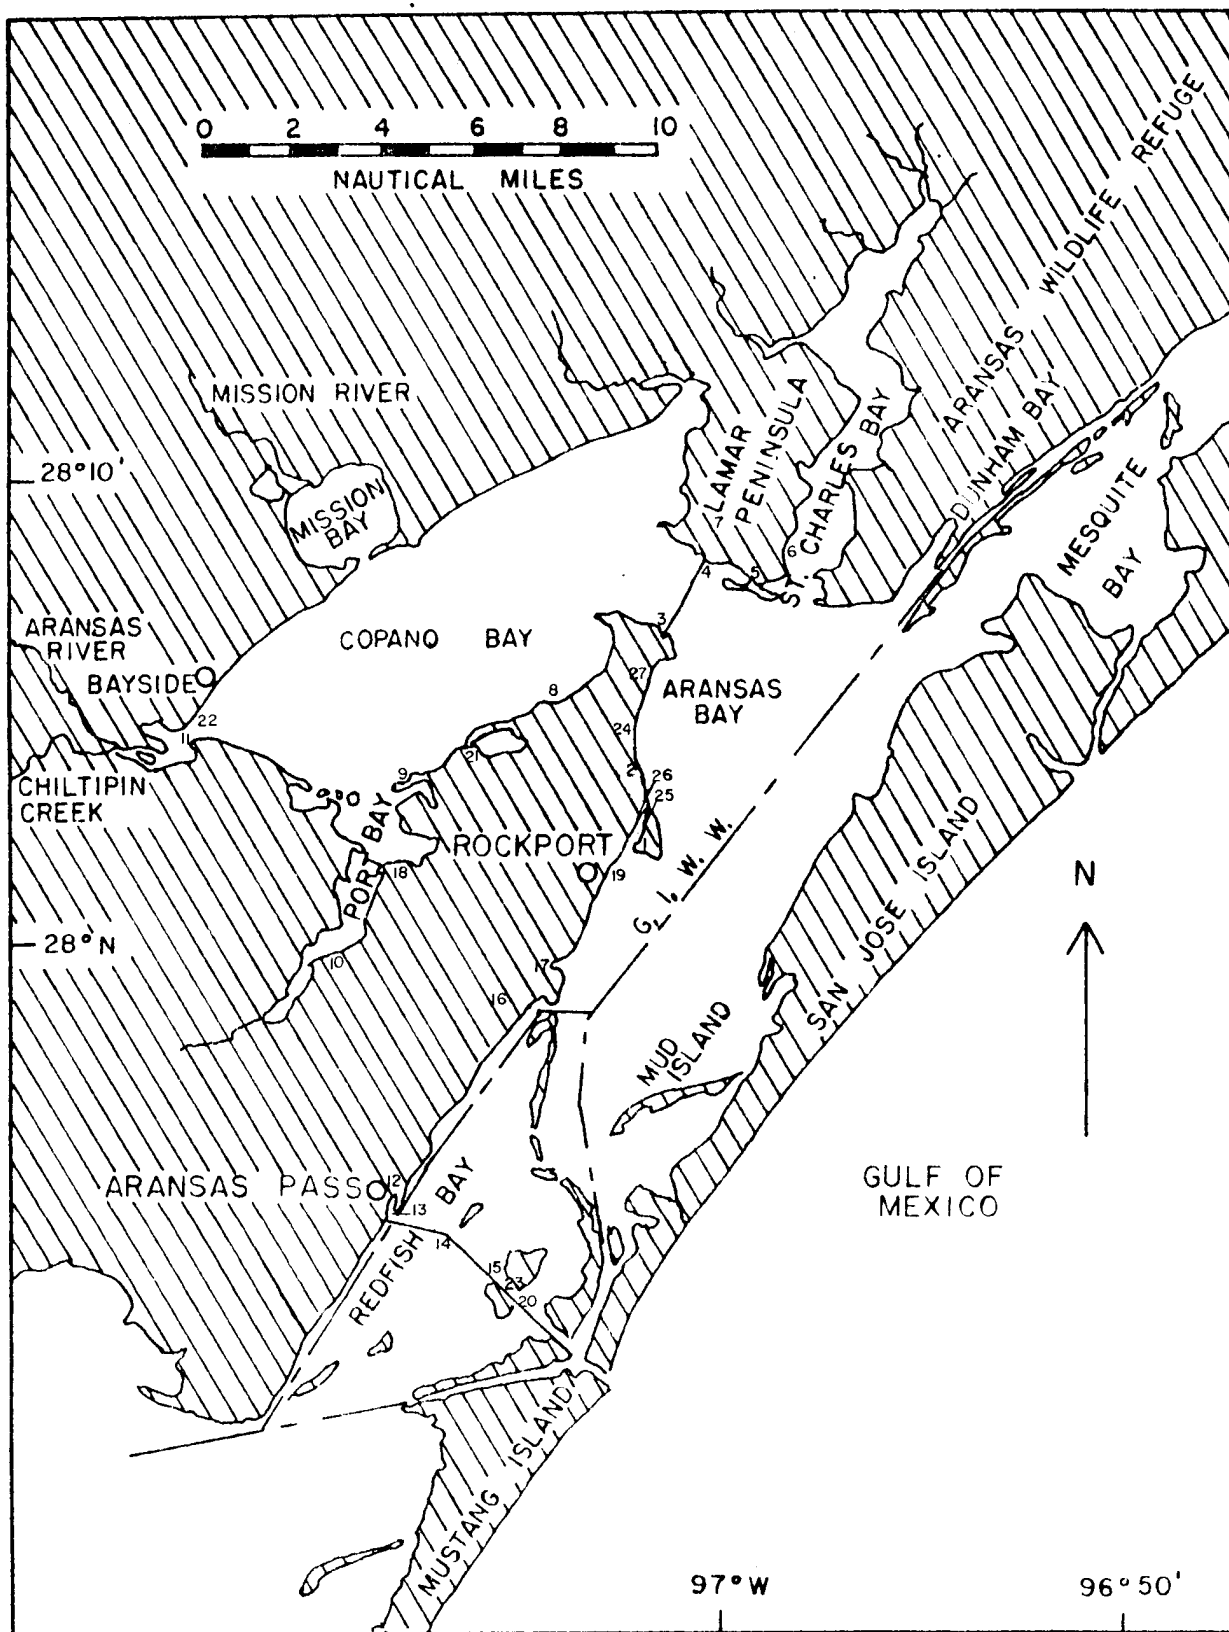 0 2 4 6 8 10
NAUTICAL MILES
ARANSAS WILDLIFE REFUGE
MISSION RIVER
LAMAR
PENINSULA
ST. CHARLES BAY
DUNHAM BAY
28°10'
MISSION
BAY
MESQUITE
BAY
7
6
4
5
3
ARANSAS
RIVER
COPANO BAY
BAYSIDE
27
ARANSAS
BAY
8
22
11
24
21
CHILTIPIN
CREEK
9
2
26
25
PORT BAY
1
ROCKPORT
18
19
G. I. W. W.
SAN JOSE ISLAND
N
28°N
10
17
16
MUD
ISLAND
ARANSAS PASS
12
13
REDFISH BAY
GULF OF
MEXICO
14
15
23
20
MUSTANG ISLAND
97°W
96°50'